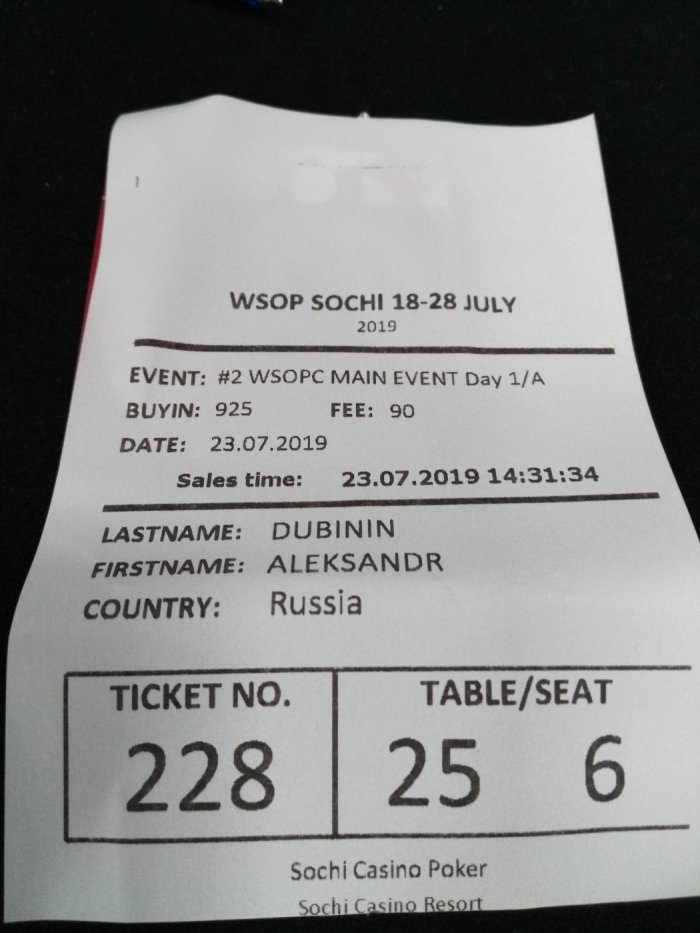 WSOP SOCHI 18-28 JULY
2019
EVENT: #2 WSOPC MAIN EVENT Day 1/A
BUYIN: 925 FEE: 90
DATE: 23.07.2019
Sales time: 23.07.2019 14:31:34
LASTNAME: DUBININ
FIRSTNAME: ALEKSANDR
COUNTRY: Russia
TICKET NO. TABLE/SEAT
228 25 6
Sochi Casino Poker
Sochi Casino Resort